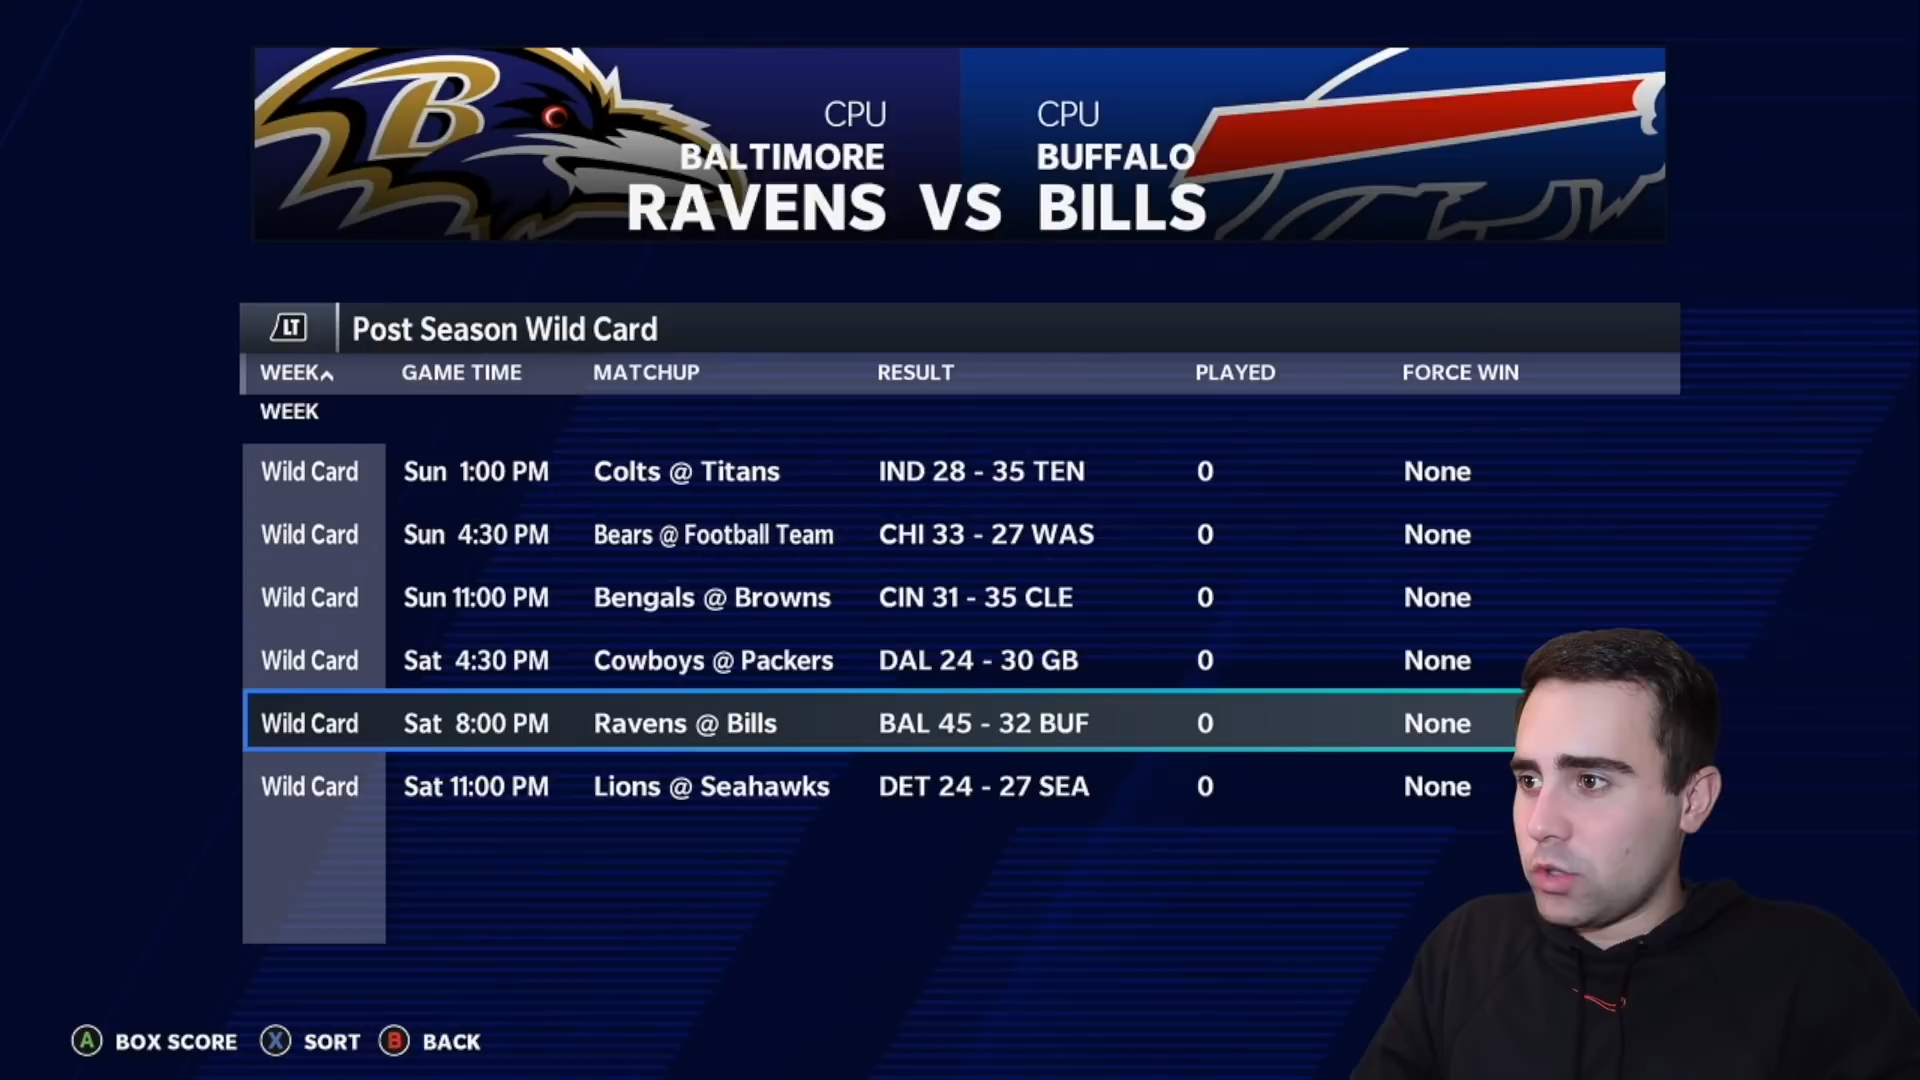 B
CPU
BALTIMORE
RAVENS
VS
CPU
BUFFALO
BILLS
LT
Post Season Wild Card
WEEK GAME TIME MATCHUP RESULT PLAYED FORCE WIN
WEEK
Wild Card Sun 1:00 PM Colts @ Titans IND 28 - 35 TEN 0 None
Wild Card Sun 4:30 PM Bears @ Football Team CHI 33 - 27 WAS 0 None
Wild Card Sun 11:00 PM Bengals @ Browns CIN 31 - 35 CLE 0 None
Wild Card Sat 4:30 PM Cowboys @ Packers DAL 24 - 30 GB 0 None
Wild Card Sat 8:00 PM Ravens @ Bills BAL 45 - 32 BUF 0 None
Wild Card Sat 11:00 PM Lions @ Seahawks DET 24 - 27 SEA 0 None
A BOX SCORE X SORT B BACK